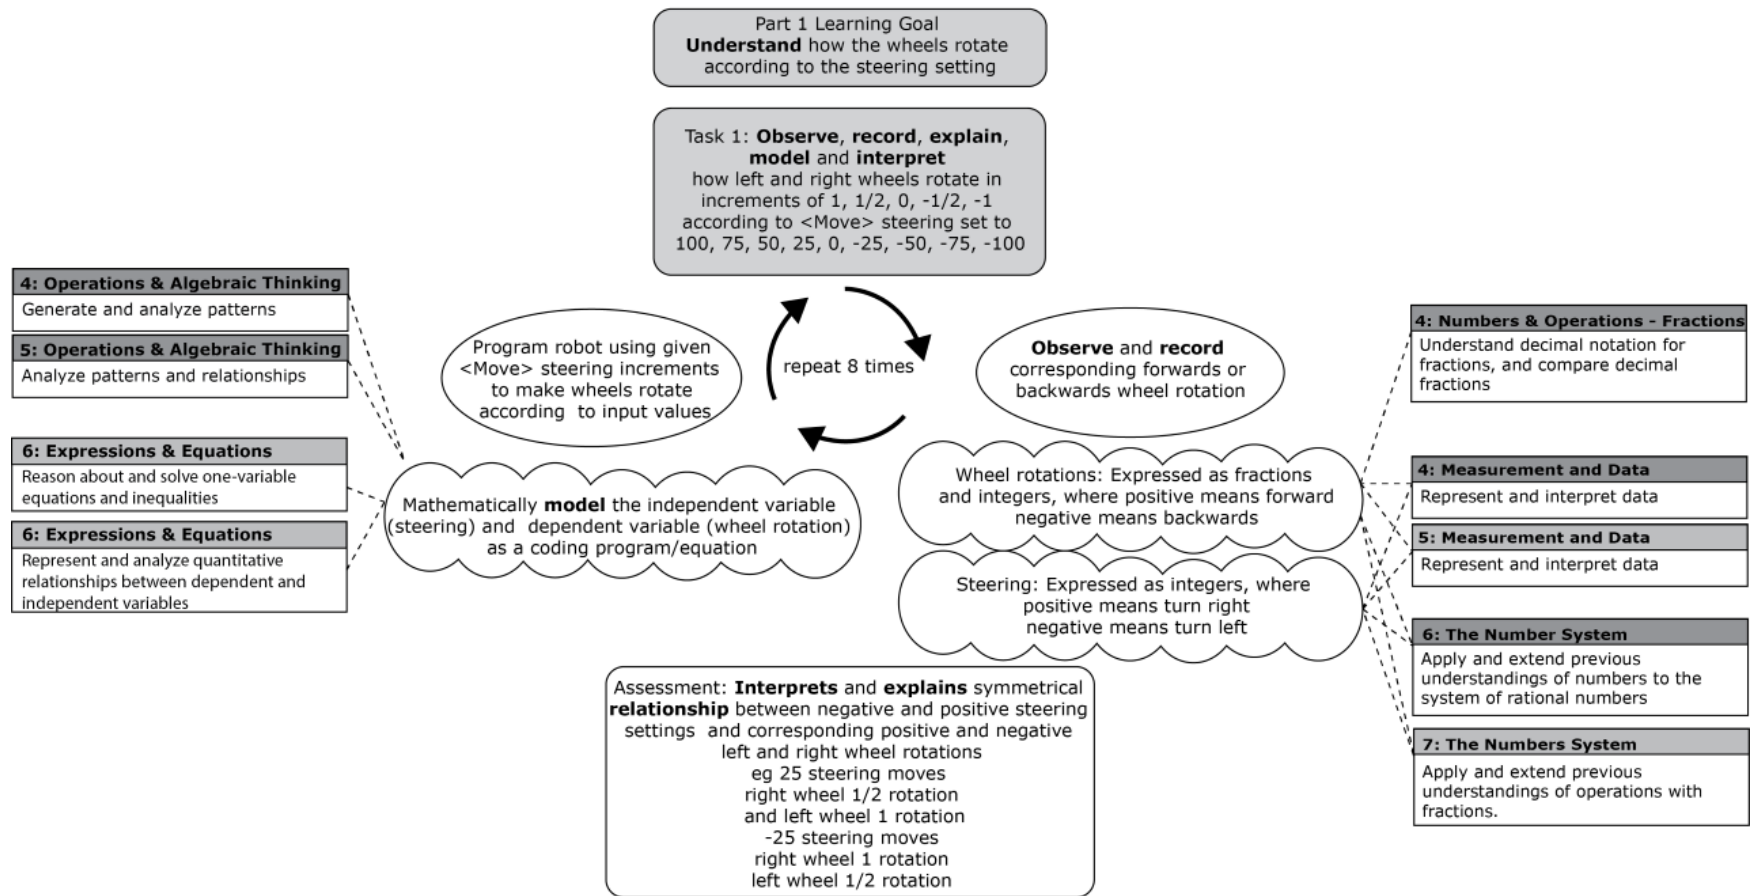 Part 1 Learning Goal
Understand how the wheels rotate
according to the steering setting
Task 1: Observe, record, explain,
model and interpret
how left and right wheels rotate in
increments of 1, 1/2, 0, -1/2, -1
according to <Move> steering set to
100, 75, 50, 25, 0, -25, -50, -75, -100
4: Operations & Algebraic Thinking
Generate and analyze patterns
5: Operations & Algebraic Thinking
Analyze patterns and relationships
6: Expressions & Equations
Reason about and solve one-variable
equations and inequalities
6: Expressions & Equations
Represent and analyze quantitative
relationships between dependent and
independent variables
Program robot using given
<Move> steering increments
to make wheels rotate
according to input values
repeat 8 times
Observe and record
corresponding forwards or
backwards wheel rotation
Mathematically model the independent variable
(steering) and dependent variable (wheel rotation)
as a coding program/equation
Wheel rotations: Expressed as fractions
and integers, where positive means forward
negative means backwards
Steering: Expressed as integers, where
positive means turn right
negative means turn left
4: Numbers & Operations - Fractions
Understand decimal notation for
fractions, and compare decimal
fractions
4: Measurement and Data
Represent and interpret data
5: Measurement and Data
Represent and interpret data
6: The Number System
Apply and extend previous
understandings of numbers to the
system of rational numbers
7: The Numbers System
Apply and extend previous
understandings of operations with
fractions.
Assessment: Interprets and explains symmetrical
relationship between negative and positive steering
settings and corresponding positive and negative
left and right wheel rotations
eg 25 steering moves
right wheel 1/2 rotation
and left wheel 1 rotation
-25 steering moves
right wheel 1 rotation
left wheel 1/2 rotation